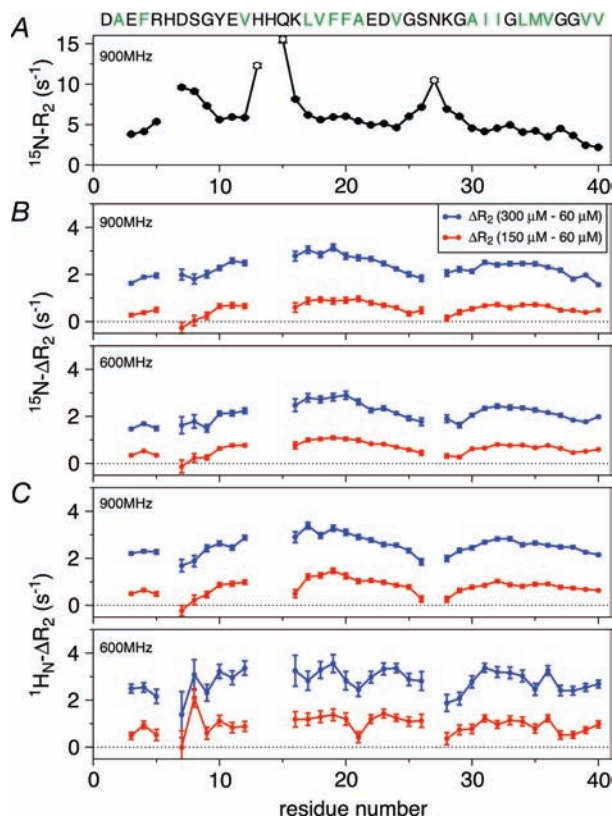 A DAEFRHDSGYEVHHQKLVFFAEDVGSNKGAIIGLMVGGVV
15
900MHz
10
5
0
¹⁵N-R₂ (s⁻¹)
0 10 20 30 40
B
900MHz
ΔR₂ (300 μM - 60 μM)
ΔR₂ (150 μM - 60 μM)
4
2
0
600MHz
4
2
0
¹⁵N-ΔR₂ (s⁻¹)
C
900MHz
4
2
0
600MHz
4
2
0
¹H_N-ΔR₂ (s⁻¹)
0 10 20 30 40
residue number